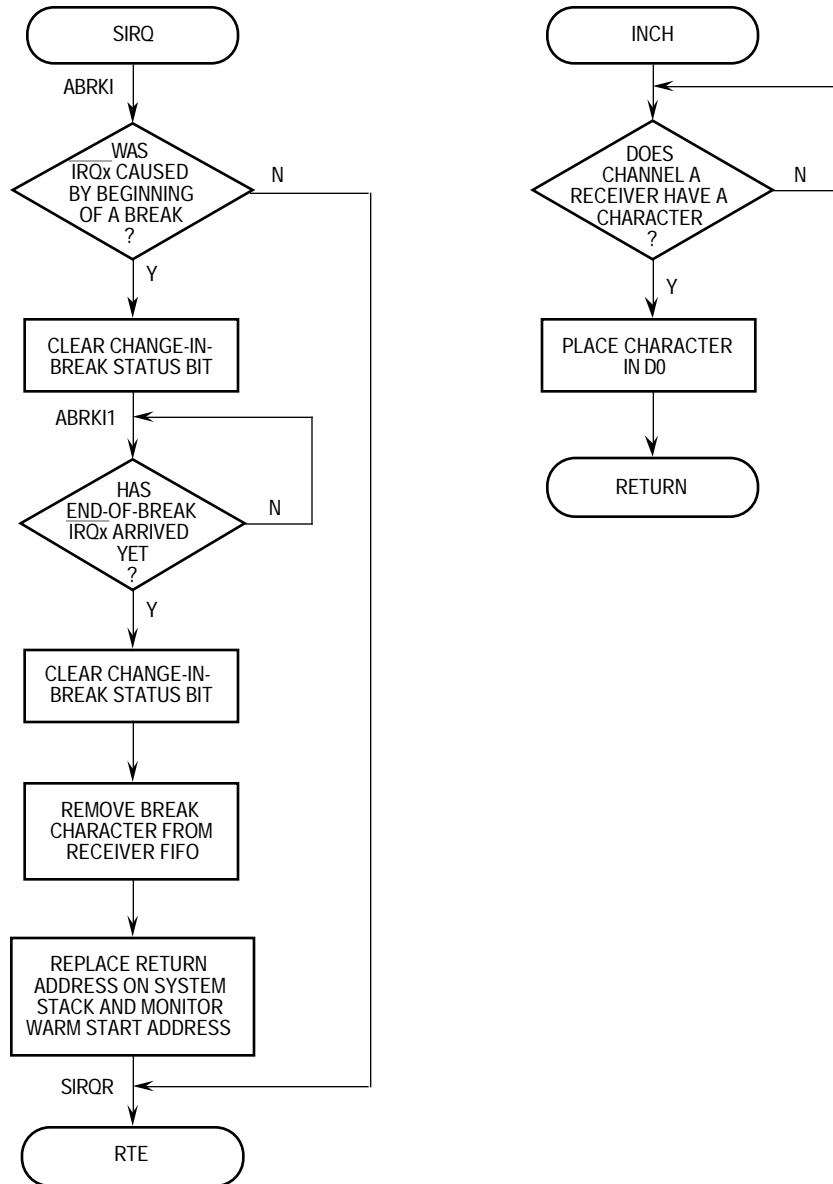 SIRQ
ABRKI
WAS
IRQx CAUSED
BY BEGINNING
OF A BREAK
?
N
Y
CLEAR CHANGE-IN-
BREAK STATUS BIT
ABRKI1
HAS
END-OF-BREAK
IRQx ARRIVED
YET
?
N
Y
CLEAR CHANGE-IN-
BREAK STATUS BIT
REMOVE BREAK
CHARACTER FROM
RECEIVER FIFO
REPLACE RETURN
ADDRESS ON SYSTEM
STACK AND MONITOR
WARM START ADDRESS
SIRQR
RTE
INCH
DOES
CHANNEL A
RECEIVER HAVE A
CHARACTER
?
N
Y
PLACE CHARACTER
IN D0
RETURN